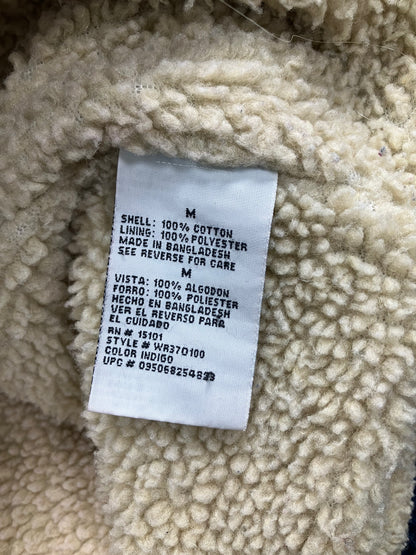 M
SHELL: 100% COTTON
LINING: 100% POLYESTER
MADE IN BANGLADESH
SEE REVERSE FOR CARE
M
VISTA: 100% ALGODON
FORRO: 100% POLIESTER
HECHO EN BANGLADESH
VER EL REVERSO PARA
EL CUIDADO
RN # 15101
STYLE # WR370100
COLOR INDIGO
UPC #